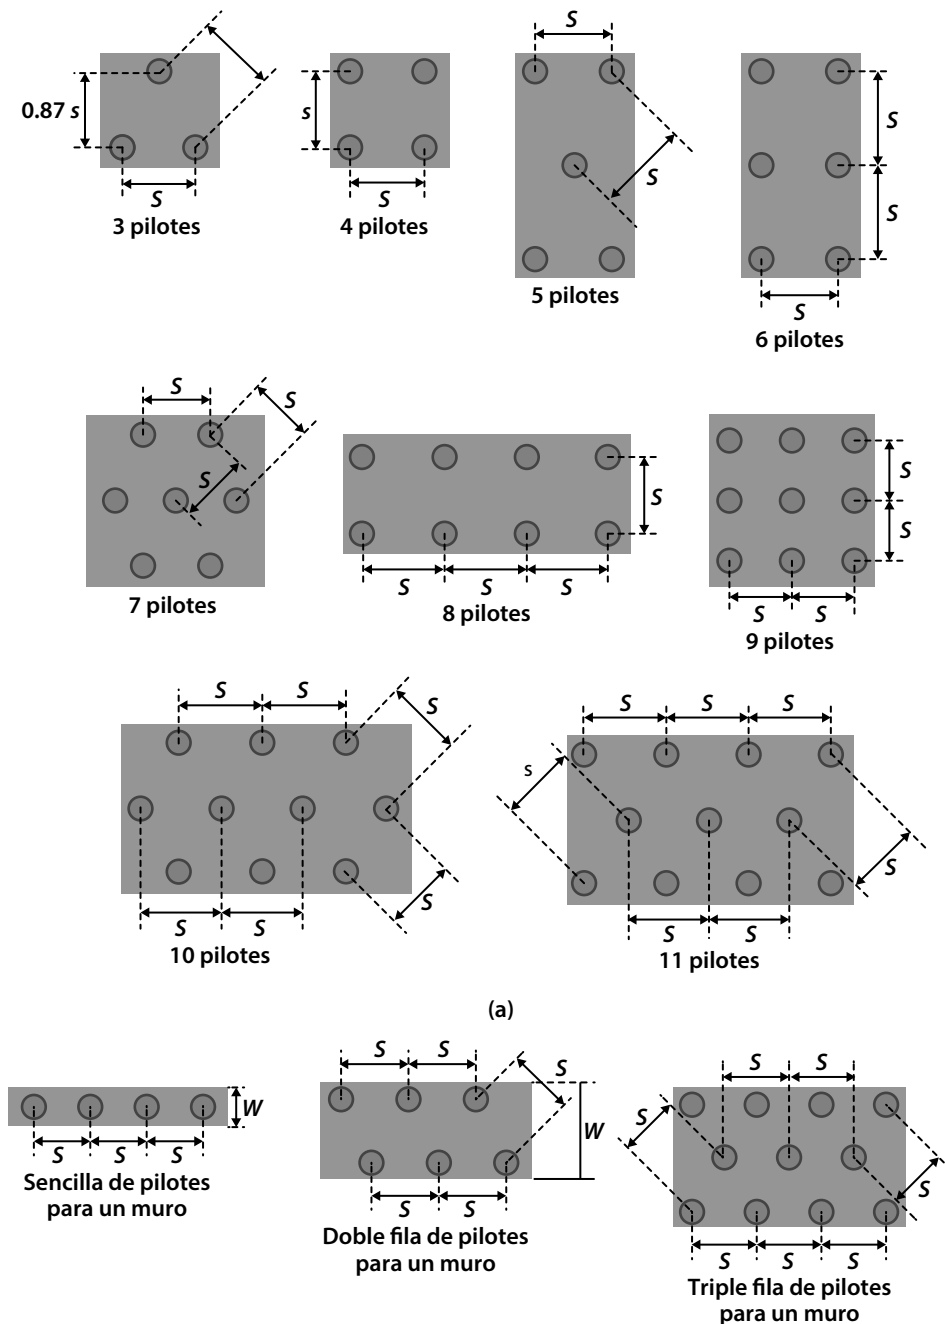 S
0.87 s
S
3 pilotes
s
S
4 pilotes
S
S
5 pilotes
S
S
S
6 pilotes
S
S
S
7 pilotes
S
S
S
S
8 pilotes
S
S
S
S
9 pilotes
S
S
S
S
S
S
10 pilotes
S
S
S
s
S
S
S
11 pilotes
(a)
W
S
S
S
Sencilla de pilotes
para un muro
S
S
S
W
S
S
Doble fila de pilotes
para un muro
S
S
S
S
S
S
S
Triple fila de pilotes
para un muro